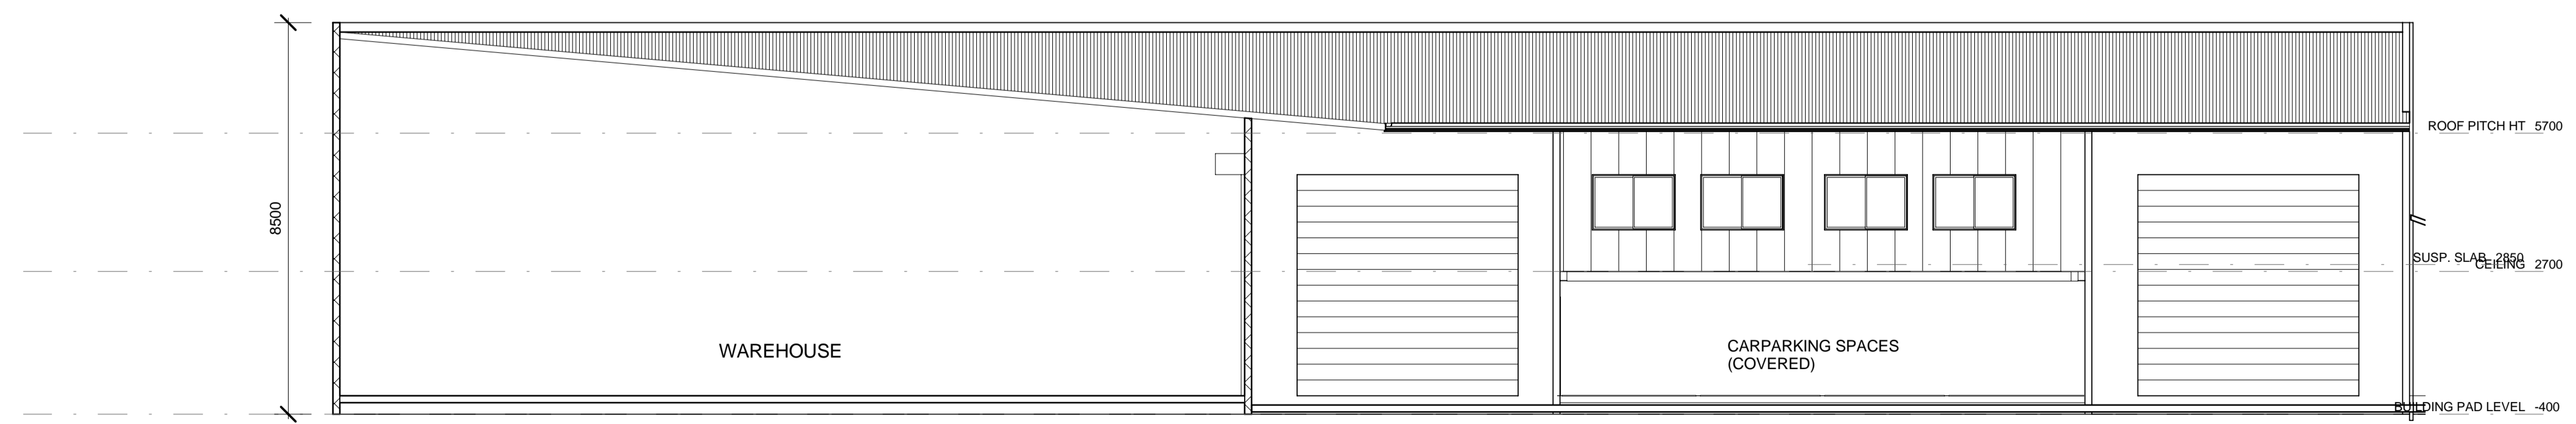 ROOF PITCH HT 5700
8500
SUSP. SLAB 2850
CEILING 2700
WAREHOUSE
CARPARKING SPACES
(COVERED)
BUILDING PAD LEVEL -400